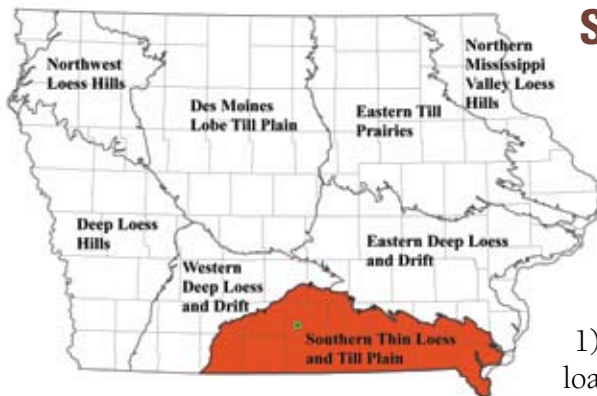 S
Northwest
Loess Hills
Des Moines
Lobe Till Plain
Eastern Till
Prairies
Northern
Mississippi
Valley Loess
Hills
Deep Loess
Hills
Western
Deep Loess
and Drift
Eastern Deep Loess
and Drift
Southern Thin Loess
and Till Plain
1)
loa